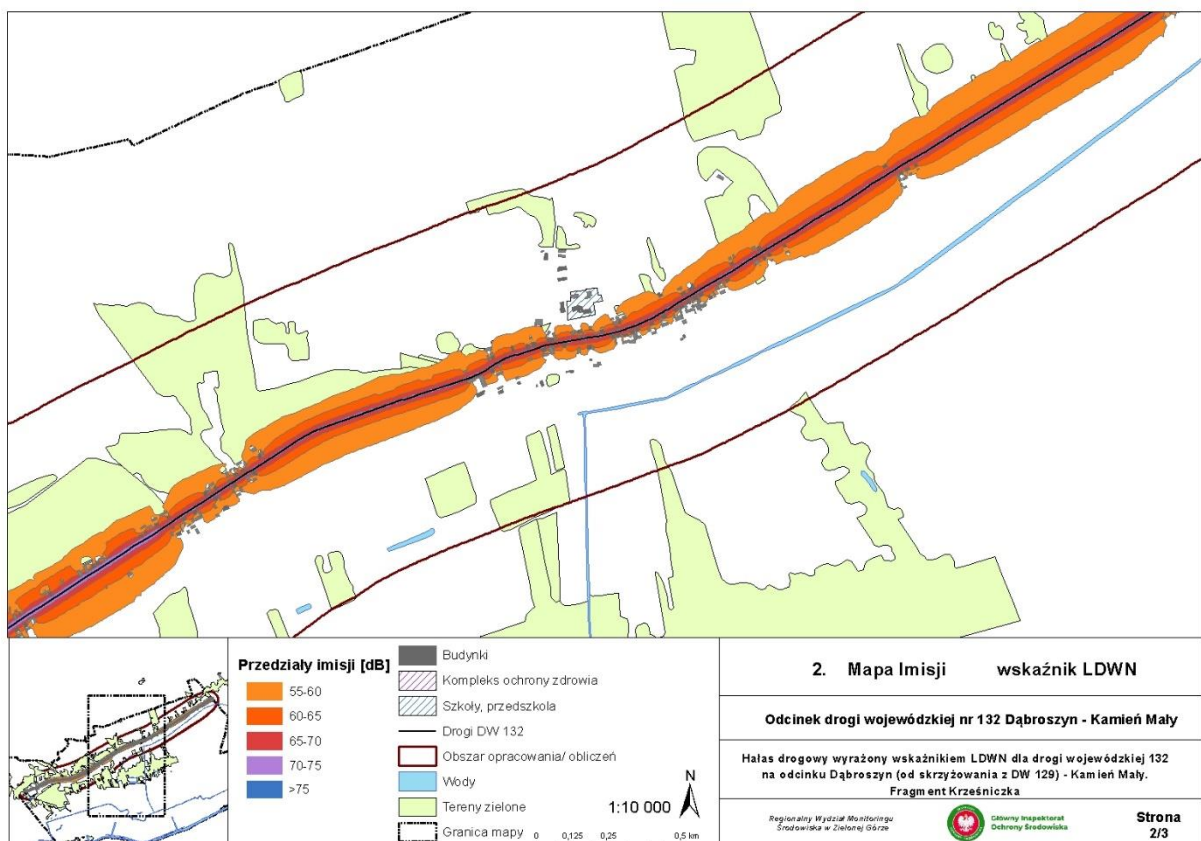 Przedziały imisji [dB]
55-60
60-65
65-70
70-75
>75
Budynki
Kompleks ochrony zdrowia
Szkoły, przedszkola
Drogi DW 132
Obszar opracowania/ obliczeń
Wody
Tereny zielone
Granica mapy
1:10 000
N
0 0,125 0,25 0,5 km
2. Mapa Imisji wskaźnik LDWN
Odcinek drogi wojewódzkiej nr 132 Dąbroszyn - Kamień Mały
Hałas drogowy wyrażony wskaźnikiem LDWN dla drogi wojewódzkiej 132
na odcinku Dąbroszyn (od skrzyżowania z DW 129) - Kamień Mały.
Fragment Krześniczka
Regionalny Wydział Monitoringu
Środowiska w Zielonej Górze
Główny Inspektorat
Ochrony Środowiska
Strona
2/3